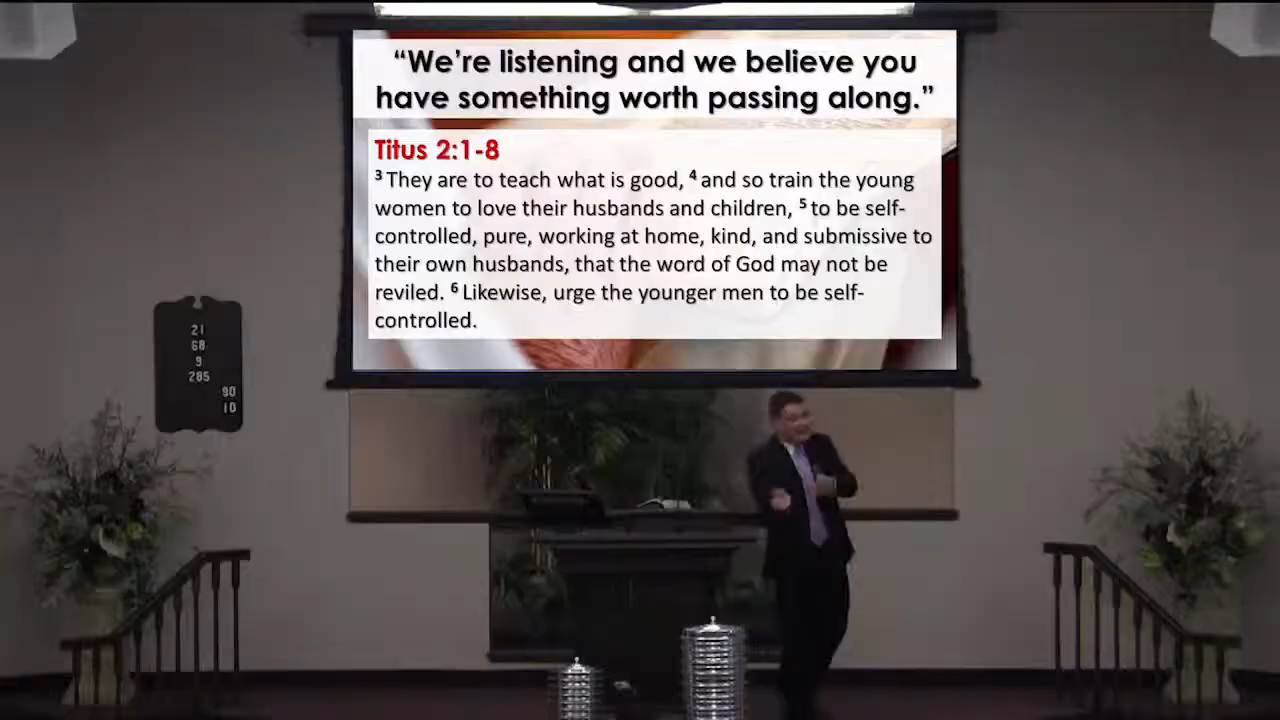 “We’re listening and we believe you
have something worth passing along.”
Titus 2:1-8
³ They are to teach what is good, ⁴ and so train the young
women to love their husbands and children, ⁵ to be self-
controlled, pure, working at home, kind, and submissive to
their own husbands, that the word of God may not be
reviled. ⁶ Likewise, urge the younger men to be self-
controlled.
21
68
9
285
90
10